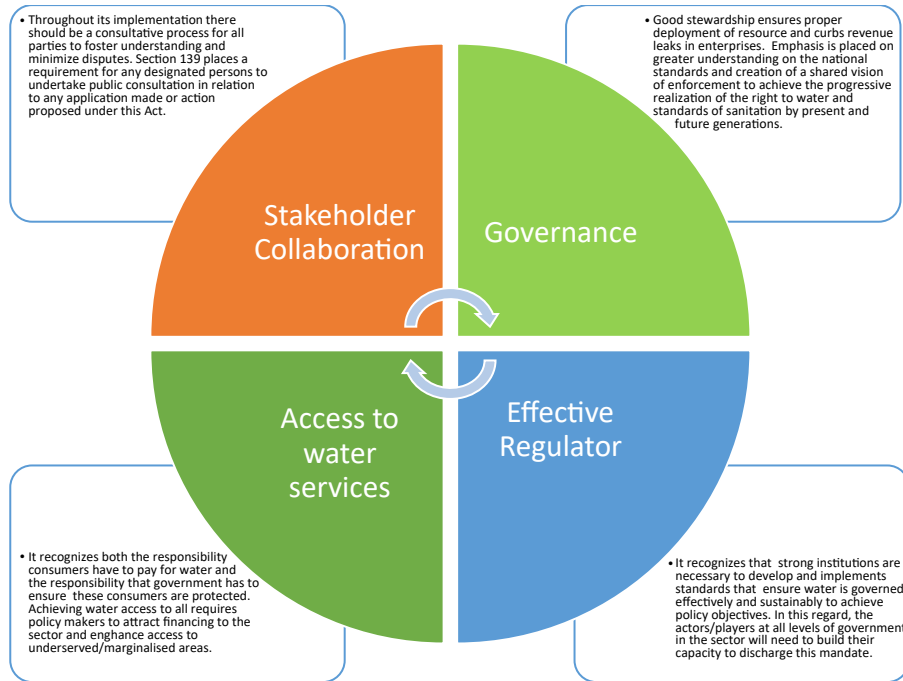 • Throughout its implementation there
should be a consultative process for all
parties to foster understanding and
minimize disputes. Section 139 places a
requirement for any designated persons to
undertake public consultation in relation
to any application made or action
proposed under this Act.
• Good stewardship ensures proper
deployment of resource and curbs revenue
leaks in enterprises. Emphasis is placed on
greater understanding on the national
standards and creation of a shared vision
of enforcement to achieve the progressive
realization of the right to water and
standards of sanitation by present and
future generations.
Stakeholder
Collaboration
Governance
Access to
water
services
Effective
Regulator
• It recognizes both the responsibility
consumers have to pay for water and
the responsibility that government has to
ensure these consumers are protected.
Achieving water access to all requires
policy makers to attract financing to the
sector and enghance access to
underserved/marginalised areas.
• It recognizes that strong institutions are
necessary to develop and implements
standards that ensure water is governed
effectively and sustainably to achieve
policy objectives. In this regard, the
actors/players at all levels of government
in the sector will need to build their
capacity to discharge this mandate.